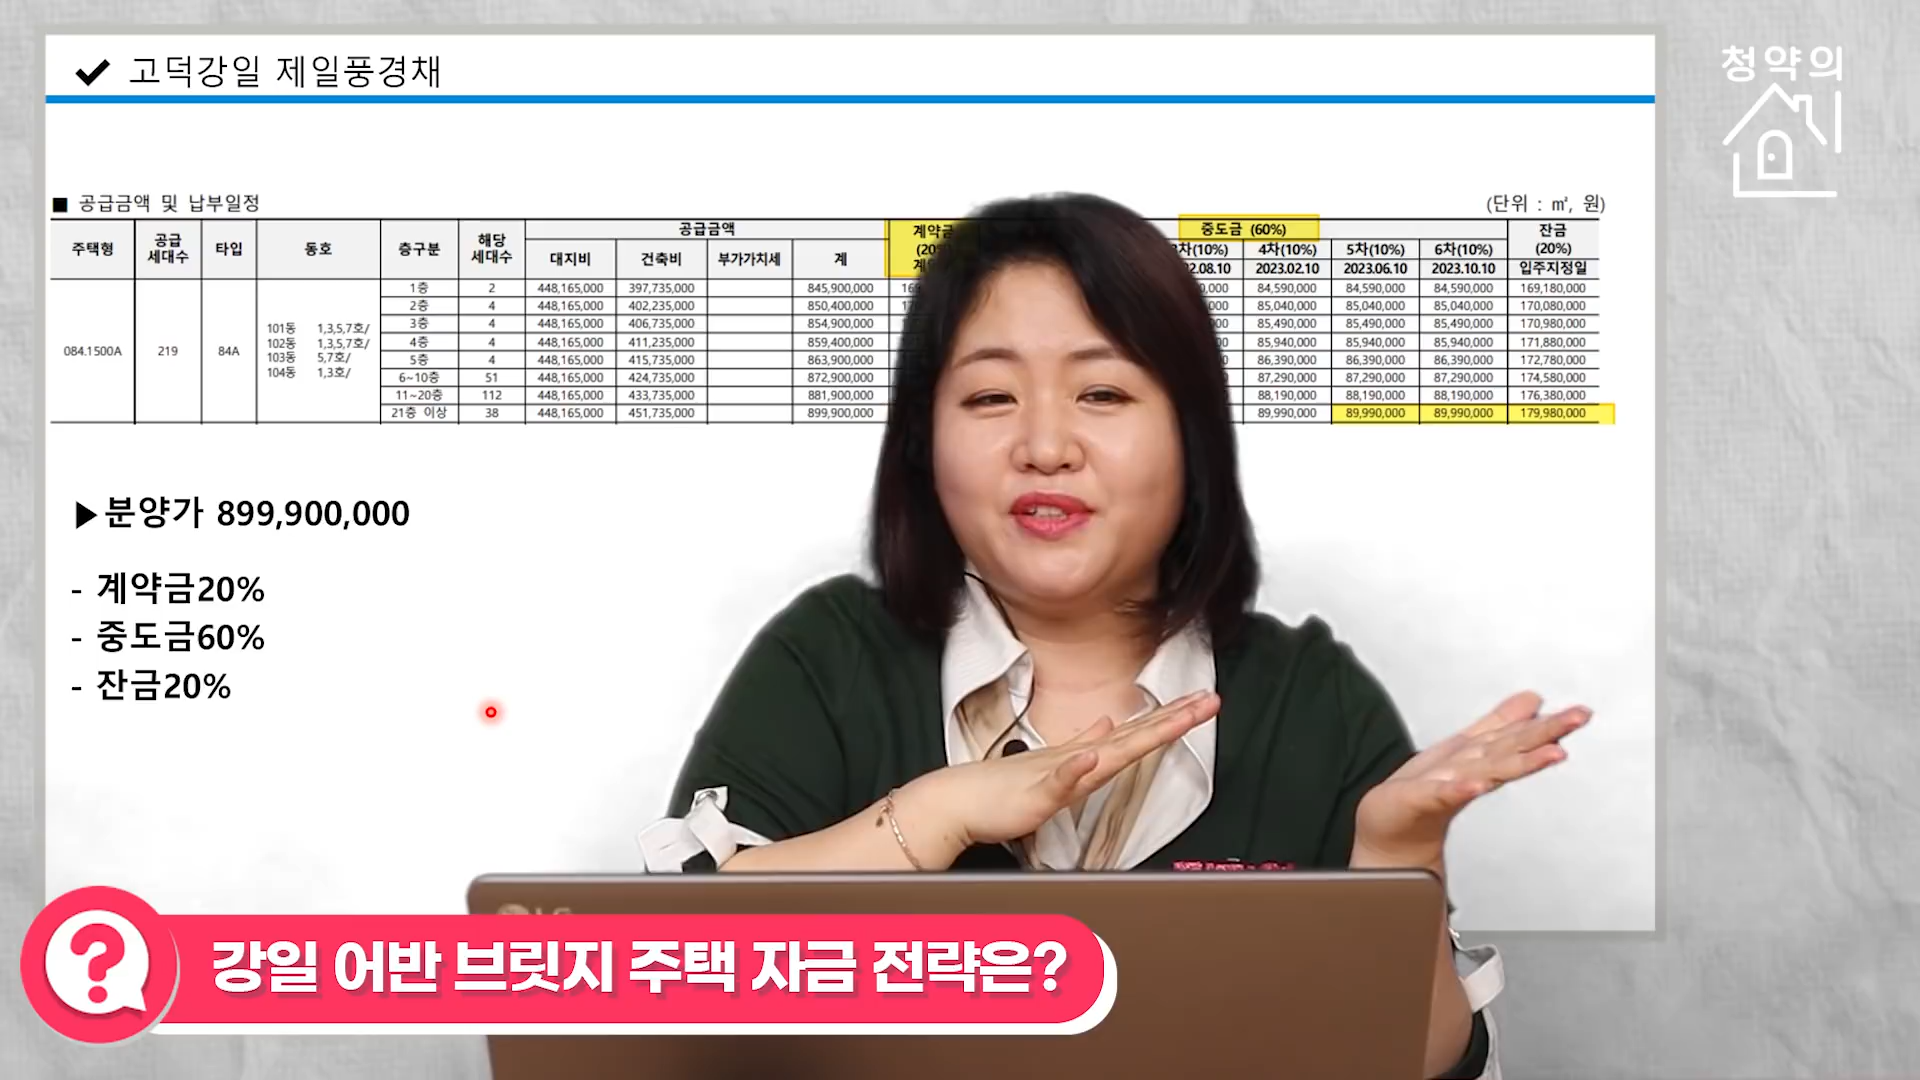 고덕강일 제일풍경채
청약의
시
■ 공급금액 및 납부일정
(단위 : ㎡, 원)
주택형 공급세대수 타입 동호 층구분 해당세대수 공급금액 계약금 중도금 (60%) 잔금
대지비 건축비 부가가치세 계 4차(10%) 5차(10%) 6차(10%) (20%)
2023.02.10 2023.06.10 2023.10.10 입주지정일
1층 2 448,165,000 397,735,000 845,900,000 84,590,000 84,590,000 84,590,000 169,180,000
2층 4 448,165,000 402,235,000 850,400,000 85,040,000 85,040,000 85,040,000 170,080,000
3층 4 448,165,000 406,735,000 854,900,000 85,490,000 85,490,000 85,490,000 170,980,000
4층 4 448,165,000 411,235,000 859,400,000 85,940,000 85,940,000 85,940,000 171,880,000
5층 4 448,165,000 415,735,000 863,900,000 86,390,000 86,390,000 86,390,000 172,780,000
6~10층 51 448,165,000 424,735,000 872,900,000 87,290,000 87,290,000 87,290,000 174,580,000
11~20층 112 448,165,000 433,735,000 881,900,000 88,190,000 88,190,000 88,190,000 176,380,000
21층 이상 38 448,165,000 451,735,000 899,900,000 89,990,000 89,990,000 89,990,000 179,980,000
084.1500A 219 84A
101동 1,3,5,7호/
102동 1,3,5,7호/
103동 5,7호/
104동 1,3호/
▶분양가 899,900,000
- 계약금20%
- 중도금60%
- 잔금20%
LG
? 강일 어반 브릿지 주택 자금 전략은?